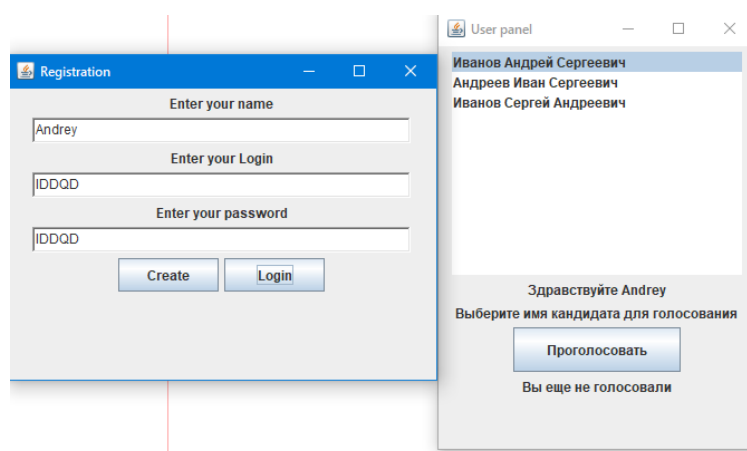 Registration
Enter your name
Andrey
Enter your Login
IDDQD
Enter your password
IDDQD
Create
Login
User panel
Иванов Андрей Сергеевич
Андреев Иван Сергеевич
Иванов Сергей Андреевич
Здравствуйте Andrey
Выберите имя кандидата для голосования
Проголосовать
Вы еще не голосовали